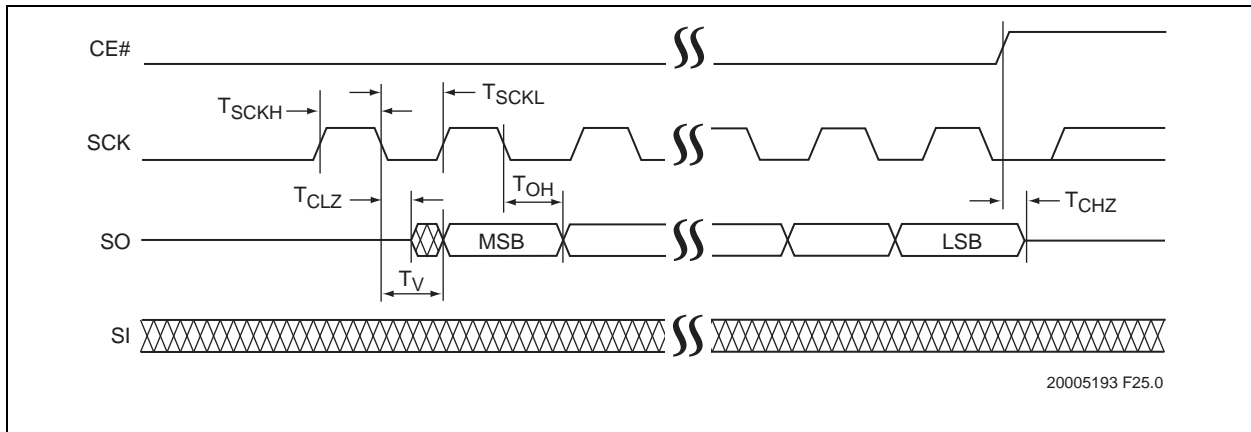 CE#
TSCKH
TSCKL
SCK
TCLZ
TOH
TCHZ
SO
MSB
LSB
TV
SI
20005193 F25.0